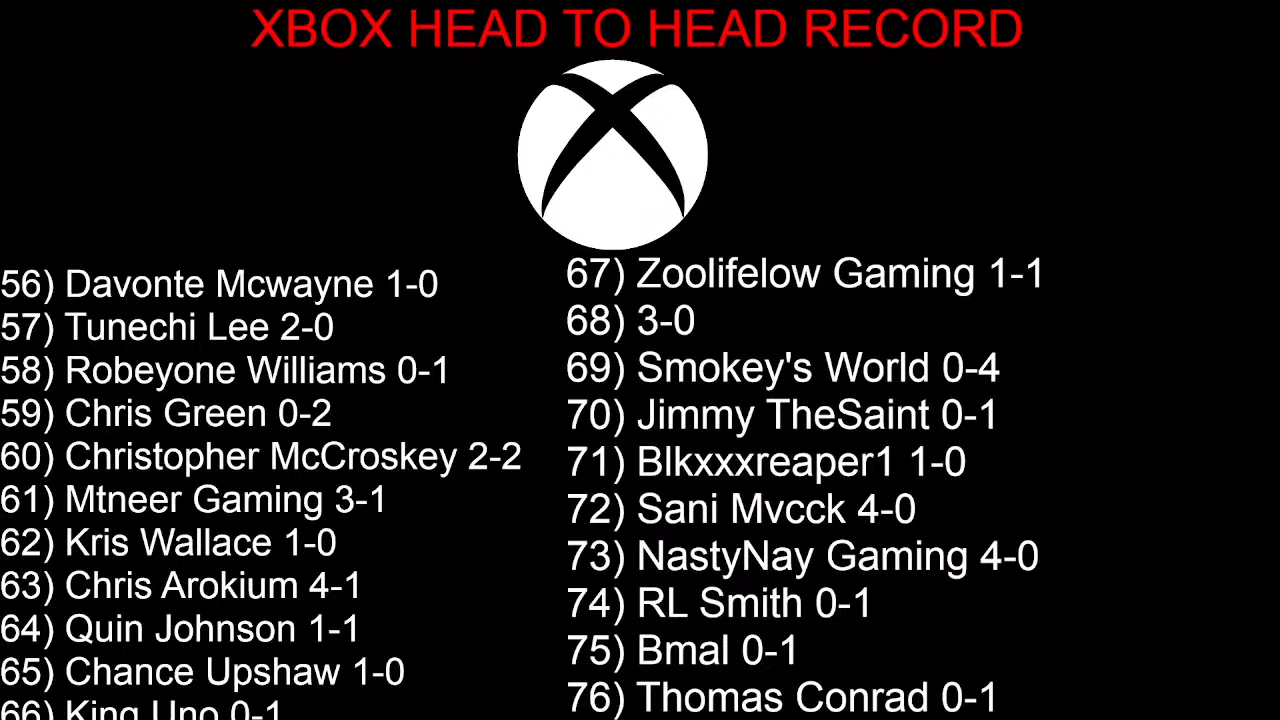 XBOX HEAD TO HEAD RECORD
56) Davonte Mcwayne 1-0
57) Tunechi Lee 2-0
58) Robeyone Williams 0-1
59) Chris Green 0-2
60) Christopher McCroskey 2-2
61) Mtneer Gaming 3-1
62) Kris Wallace 1-0
63) Chris Arokium 4-1
64) Quin Johnson 1-1
65) Chance Upshaw 1-0
66) King Uno 0-1
67) Zoolifelow Gaming 1-1
68) 3-0
69) Smokey's World 0-4
70) Jimmy TheSaint 0-1
71) Blkxxxreaper1 1-0
72) Sani Mvcck 4-0
73) NastyNay Gaming 4-0
74) RL Smith 0-1
75) Bmal 0-1
76) Thomas Conrad 0-1